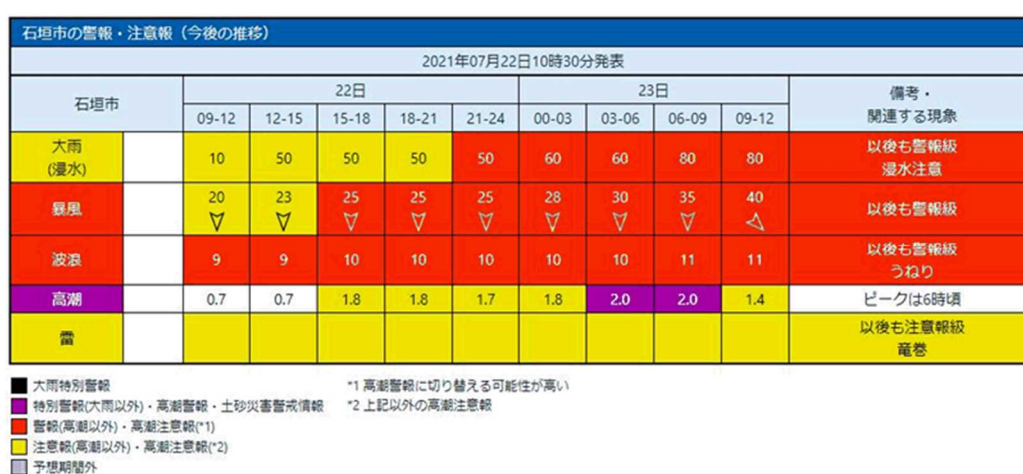 石垣市の警報・注意報（今後の推移）
2021年07月22日10時30分発表
石垣市 22日 23日 備考・
関連する現象
09-12 12-15 15-18 18-21 21-24 00-03 03-06 06-09 09-12
大雨
(浸水) 10 50 50 50 50 60 60 80 80 以後も警報級
浸水注意
暴風 20 23 25 25 25 28 30 35 40 以後も警報級
波浪 9 9 10 10 10 10 10 11 11 以後も警報級
うねり
高潮 0.7 0.7 1.8 1.8 1.7 1.8 2.0 2.0 1.4 ピークは6時頃
雷 以後も注意報級
竜巻
大雨特別警報 *1 高潮警報に切り替える可能性が高い
特別警報(大雨以外)・高潮警報・土砂災害警戒情報 *2 上記以外の高潮注意報
警報(高潮以外)・高潮注意報(*1)
注意報(高潮以外)・高潮注意報(*2)
予想期間外